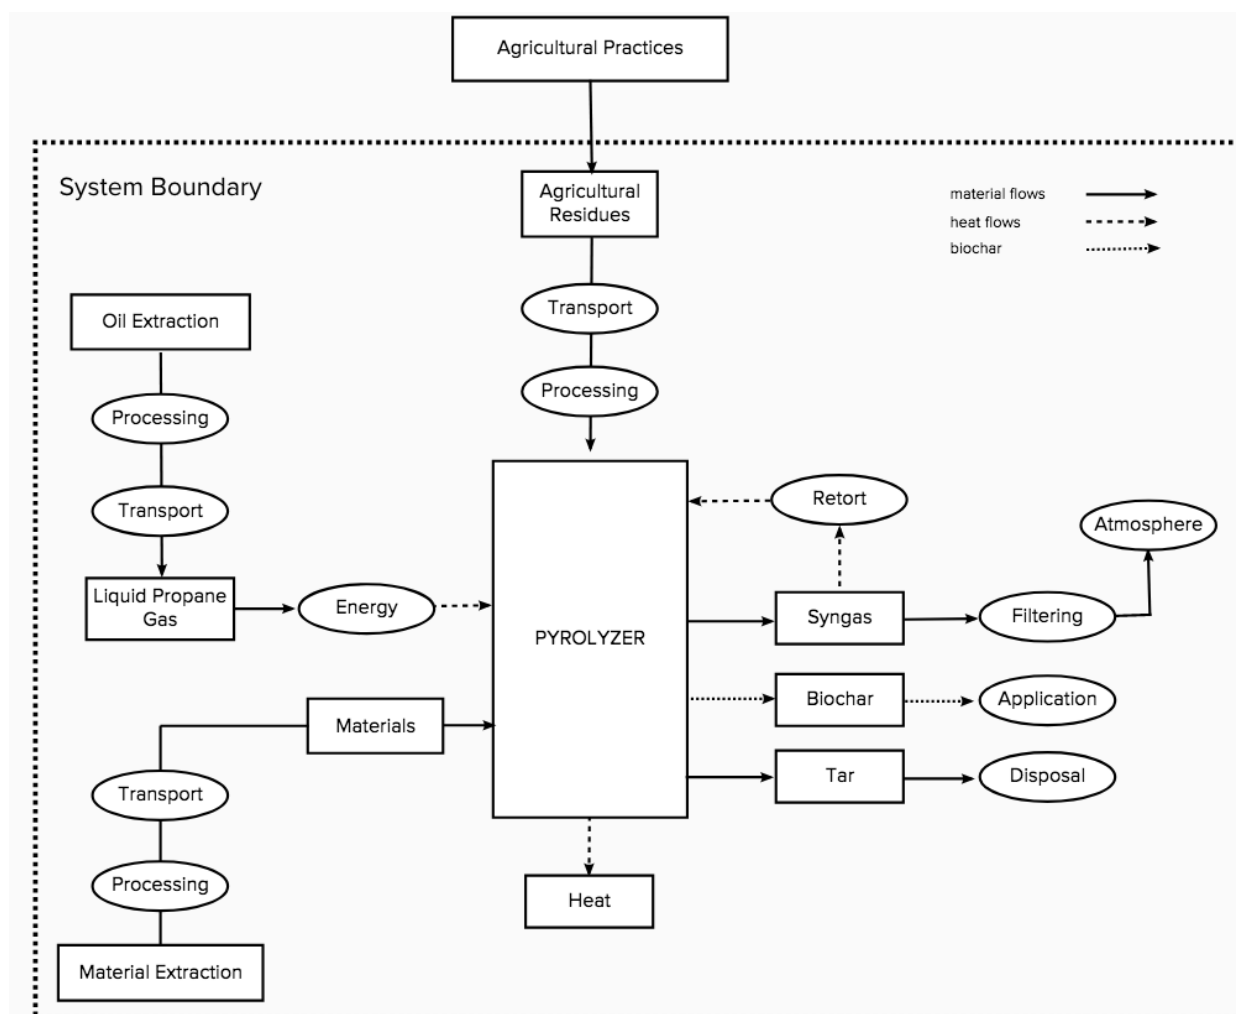 Agricultural Practices
System Boundary
Agricultural
Residues
material flows
heat flows
biochar
Transport
Processing
Oil Extraction
Processing
Transport
Liquid Propane
Gas
Energy
PYROLYZER
Retort
Atmosphere
Syngas
Filtering
Biochar
Application
Tar
Disposal
Materials
Transport
Processing
Material Extraction
Heat